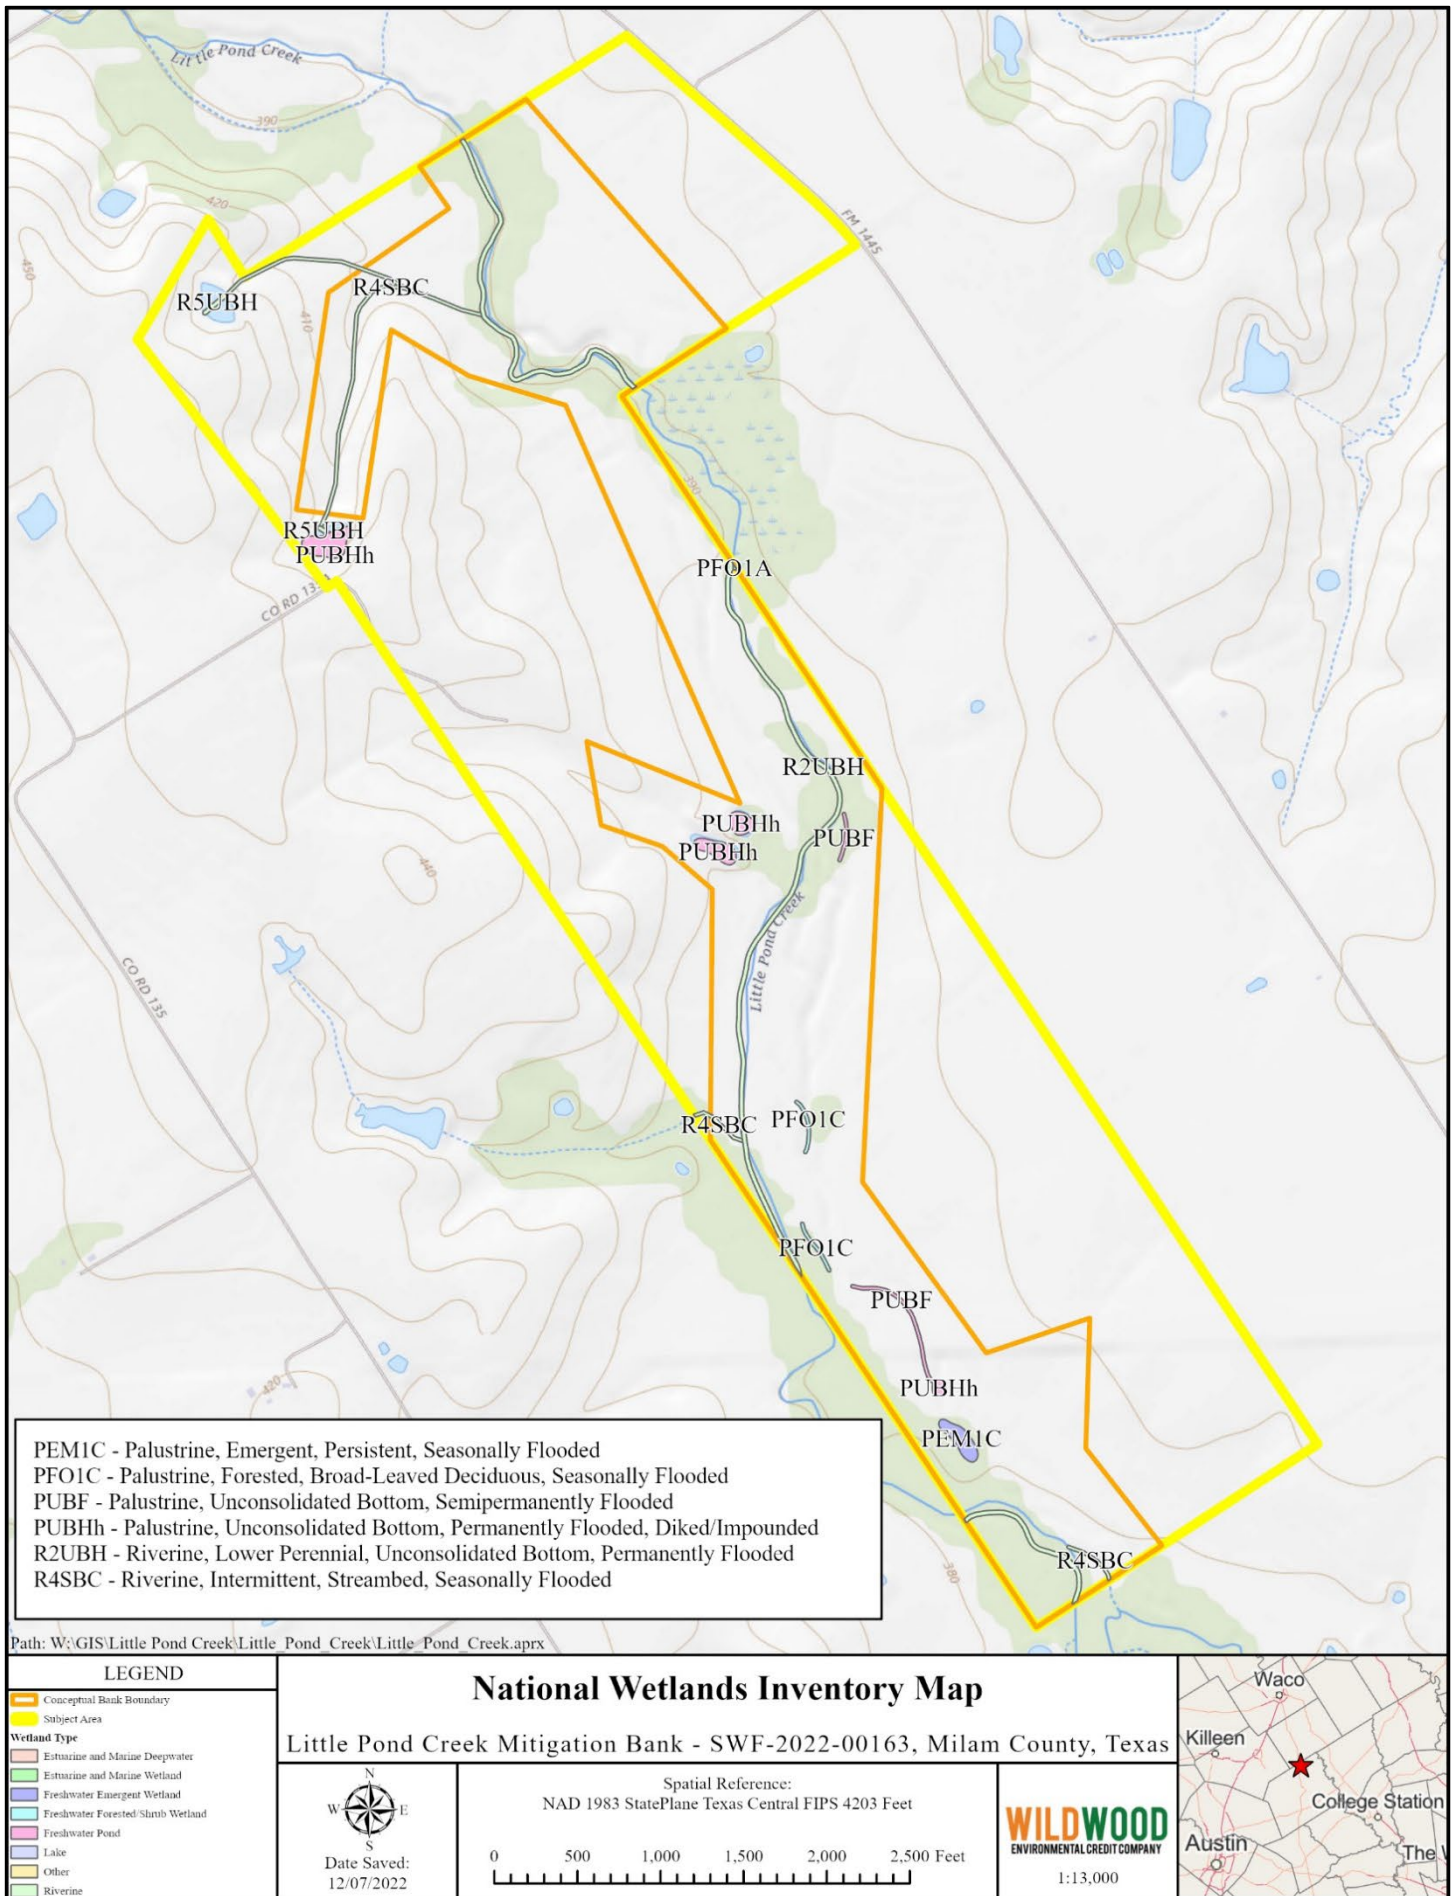 Little Pond Creek
390
420
450
FM 1445
R5UBH
R4SBC
410
390
R5UBH
PUBHh
CO RD 135
PFO1A
R2UBH
PUBHh
PUBF
PUBHh
440
Little Pond Creek
CO RD 135
R4SBC
PFO1C
PFO1C
PUBF
420
PUBHh
PEM1C
R4SBC
380
PEM1C - Palustrine, Emergent, Persistent, Seasonally Flooded
PFO1C - Palustrine, Forested, Broad-Leaved Deciduous, Seasonally Flooded
PUBF - Palustrine, Unconsolidated Bottom, Semipermanently Flooded
PUBHh - Palustrine, Unconsolidated Bottom, Permanently Flooded, Diked/Impounded
R2UBH - Riverine, Lower Perennial, Unconsolidated Bottom, Permanently Flooded
R4SBC - Riverine, Intermittent, Streambed, Seasonally Flooded
Path: W:\GIS\Little Pond Creek\Little_Pond_Creek\Little_Pond_Creek.aprx
LEGEND
Conceptual Bank Boundary
Subject Area
Wetland Type
Estuarine and Marine Deepwater
Estuarine and Marine Wetland
Freshwater Emergent Wetland
Freshwater Forested/Shrub Wetland
Freshwater Pond
Lake
Other
Riverine
National Wetlands Inventory Map
Little Pond Creek Mitigation Bank - SWF-2022-00163, Milam County, Texas
N
W E
S
Date Saved:
12/07/2022
Spatial Reference:
NAD 1983 StatePlane Texas Central FIPS 4203 Feet
0 500 1,000 1,500 2,000 2,500 Feet
WILDWOOD
ENVIRONMENTAL CREDIT COMPANY
1:13,000
Waco
Killeen
College Station
Austin
The